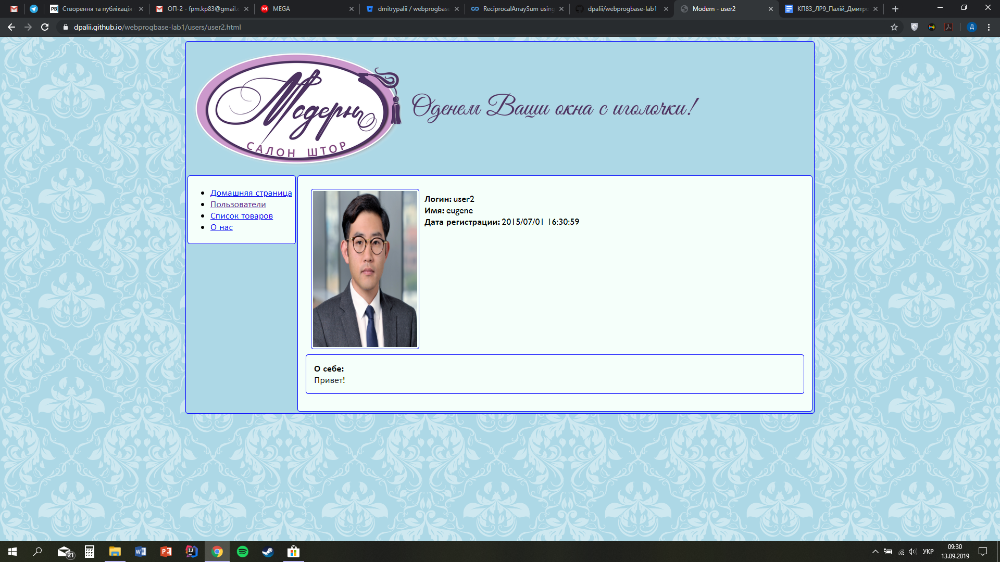 Створення та публікація
ОП-2 - fpm.kp83@gmail.c
MEGA
dmitrypalii / webprogbase
ReciprocalArraySum using
dpalii/webprogbase-lab1
Modern - user2
КП83_ЛР9_Палій_Дмитро
dpalii.github.io/webprogbase-lab1/users/user2.html
Д
Модернъ
САЛОН ШТОР
Оденем Ваши окна с иголочки!
Домашняя страница
Пользователи
Список товаров
О нас
Логин: user2
Имя: eugene
Дата регистрации: 2015/07/01 16:30:59
О себе:
Привет!
21
УКР
09:30
13.09.2019